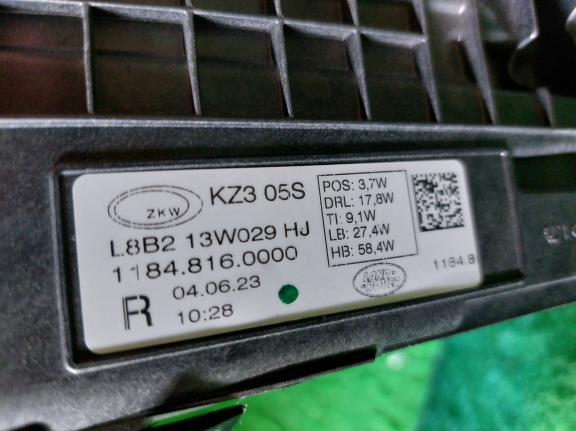 ZKW
KZ3 05S
L8B2 13W029 HJ
1184.816.0000
04.06.23
R
10:28
POS: 3,7W
DRL: 17,8W
TI: 9,1W
LB: 27,4W
HB: 58,4W
LAND-
ROVER
1184.8